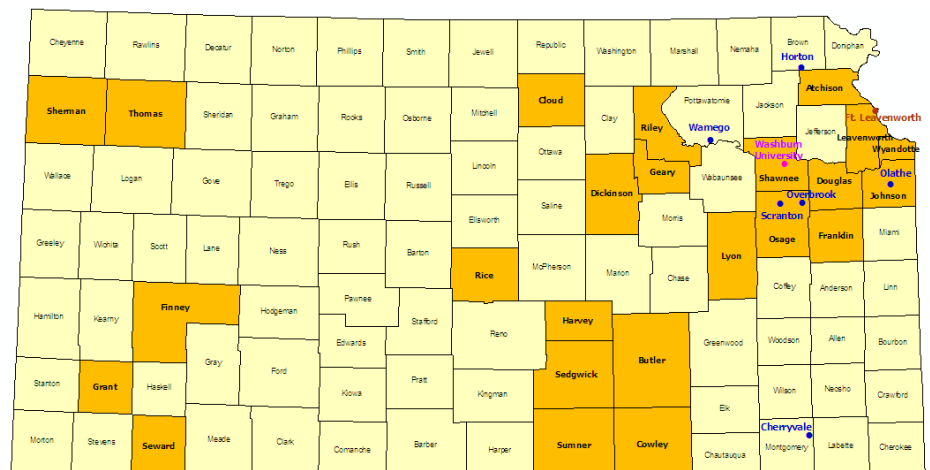 Cheyenne
Rawlins
Decatur
Norton
Phillips
Smith
Jewell
Republic
Washington
Marshall
Nemaha
Brown
Doniphan
Horton
Sherman
Thomas
Sheridan
Graham
Rooks
Osborne
Mitchell
Cloud
Clay
Riley
Pottawatomie
Jackson
Atchison
Jefferson
Ft. Leavenworth
Leavenworth
Wyandotte
Wamego
Washburn
University
Wallace
Logan
Gove
Trego
Ellis
Russell
Lincoln
Ottawa
Saline
Dickinson
Geary
Wabaunsee
Shawnee
Douglas
Olathe
Johnson
Overbrook
Scranton
Greeley
Wichita
Scott
Lane
Ness
Rush
Barton
Ellsworth
Rice
McPherson
Marion
Morris
Chase
Lyon
Osage
Franklin
Miami
Hamilton
Kearny
Finney
Hodgeman
Pawnee
Edwards
Stafford
Reno
Harvey
Sedgwick
Butler
Greenwood
Coffey
Anderson
Linn
Woodson
Allen
Bourbon
Stanton
Grant
Haskell
Gray
Ford
Kiowa
Pratt
Kingman
Elk
Wilson
Neosho
Crawford
Morton
Stevens
Seward
Meade
Clark
Comanche
Barber
Harper
Sumner
Cowley
Chautauqua
Cherryvale
Montgomery
Labette
Cherokee